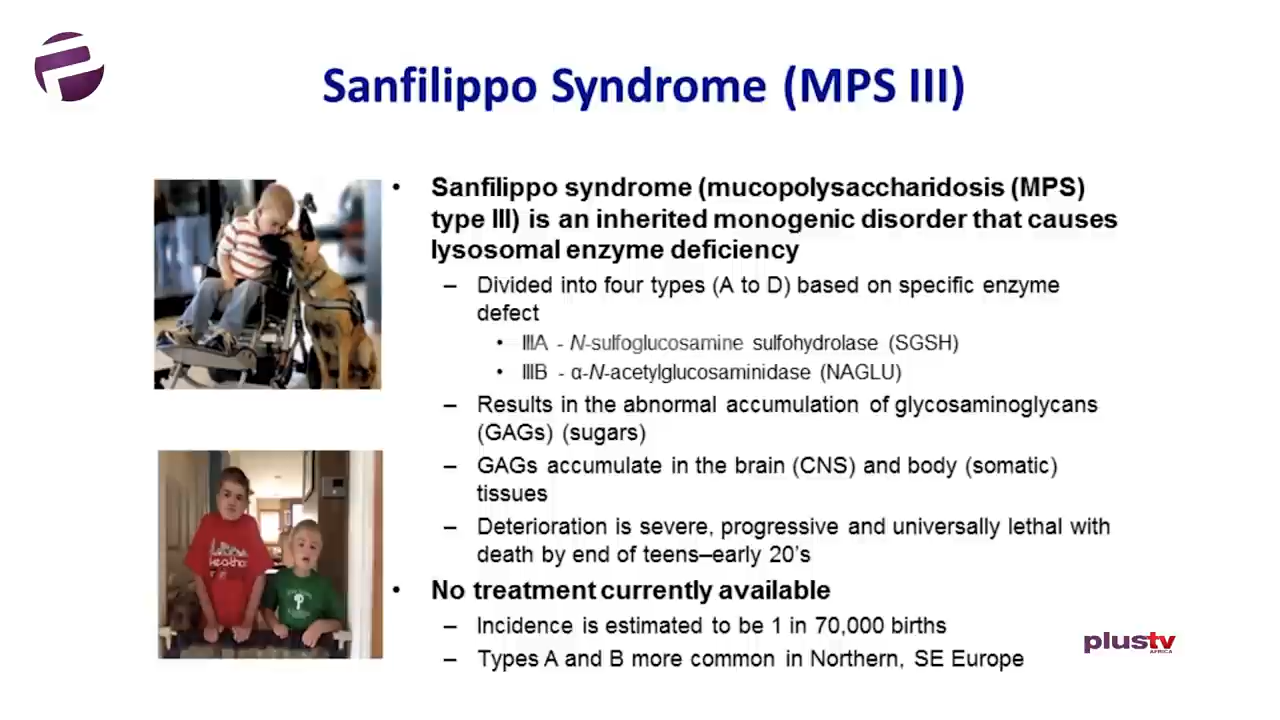 Sanfilippo Syndrome (MPS III)
• Sanfilippo syndrome (mucopolysaccharidosis (MPS)
type III) is an inherited monogenic disorder that causes
lysosomal enzyme deficiency
– Divided into four types (A to D) based on specific enzyme
defect
• IIIA - N-sulfoglucosamine sulfohydrolase (SGSH)
• IIIB - α-N-acetylglucosaminidase (NAGLU)
– Results in the abnormal accumulation of glycosaminoglycans
(GAGs) (sugars)
– GAGs accumulate in the brain (CNS) and body (somatic)
tissues
– Deterioration is severe, progressive and universally lethal with
death by end of teens–early 20's
• No treatment currently available
– Incidence is estimated to be 1 in 70,000 births
– Types A and B more common in Northern, SE Europe
plustv
AFRICA